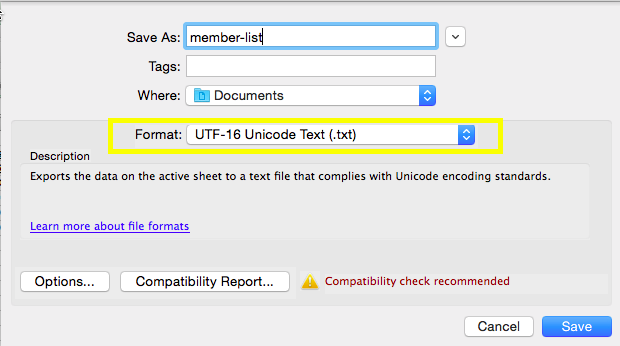 Save As: member-list
Tags:
Where: Documents
Format: UTF-16 Unicode Text (.txt)
Description
Exports the data on the active sheet to a text file that complies with Unicode encoding standards.
Learn more about file formats
Options... Compatibility Report... Compatibility check recommended
Cancel Save